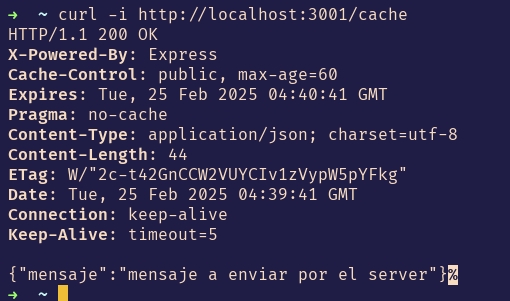 →  ~ curl -i http://localhost:3001/cache
HTTP/1.1 200 OK
X-Powered-By: Express
Cache-Control: public, max-age=60
Expires: Tue, 25 Feb 2025 04:40:41 GMT
Pragma: no-cache
Content-Type: application/json; charset=utf-8
Content-Length: 44
ETag: W/"2c-t42GnCCW2VUYCIv1zVypW5pYFkg"
Date: Tue, 25 Feb 2025 04:39:41 GMT
Connection: keep-alive
Keep-Alive: timeout=5

{"mensaje":"mensaje a enviar por el server"}%
→  ~